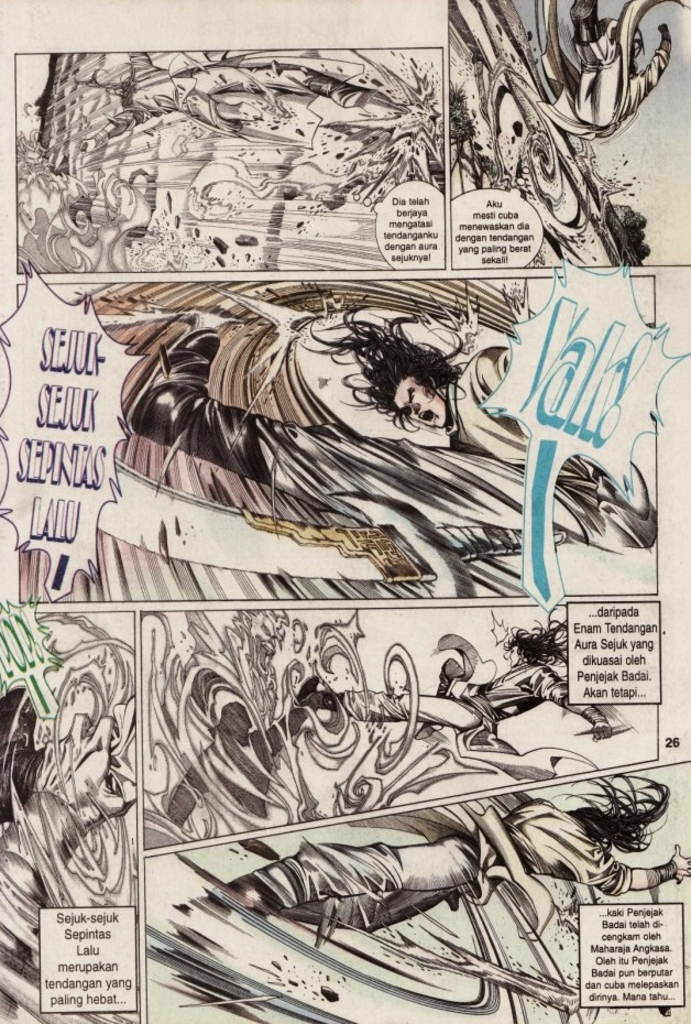 Dia telah
berjaya
mengatasi
tendanganku
dengan aura
sejuknya!
Aku
mesti cuba
menewaskan dia
dengan tendangan
yang paling berat
sekali!
SEJUK-
SEJUK
SEPINTAS
LALU
!
Yah!!
...daripada
Enam Tendangan
Aura Sejuk yang
dikuasai oleh
Penjejak Badai.
Akan tetapi...
26
Sejuk-sejuk
Sepintas
Lalu
merupakan
tendangan yang
paling hebat...
...kaki Penjejak
Badai telah di-
cengkam oleh
Maharaja Angkasa.
Oleh itu Penjejak
Badai pun berputar
dan cuba melepaskan
dirinya. Mana tahu...